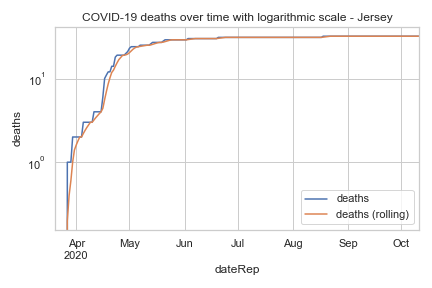 COVID-19 deaths over time with logarithmic scale - Jersey
deaths
10¹
10⁰
deaths
deaths (rolling)
Apr
2020
May
Jun
Jul
Aug
Sep
Oct
dateRep